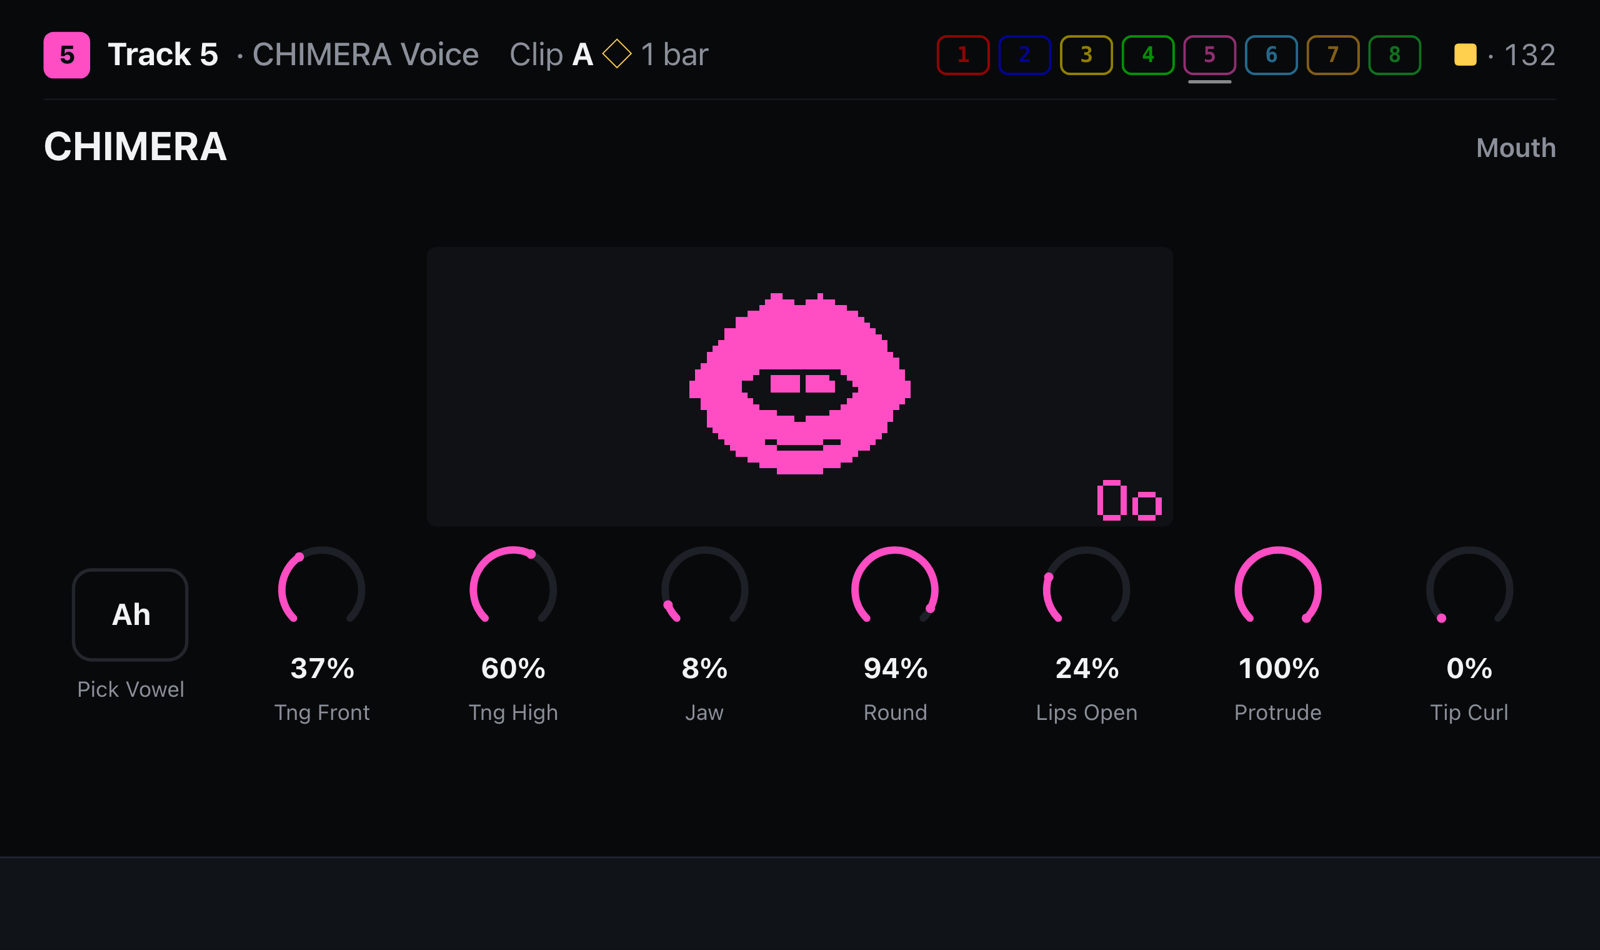 5 Track 5 · CHIMERA Voice Clip A 1 bar 1 2 3 4 5 6 7 8 · 132
CHIMERA Mouth
Oo
Ah
Pick Vowel
37% 60% 8% 94% 24% 100% 0%
Tng Front Tng High Jaw Round Lips Open Protrude Tip Curl